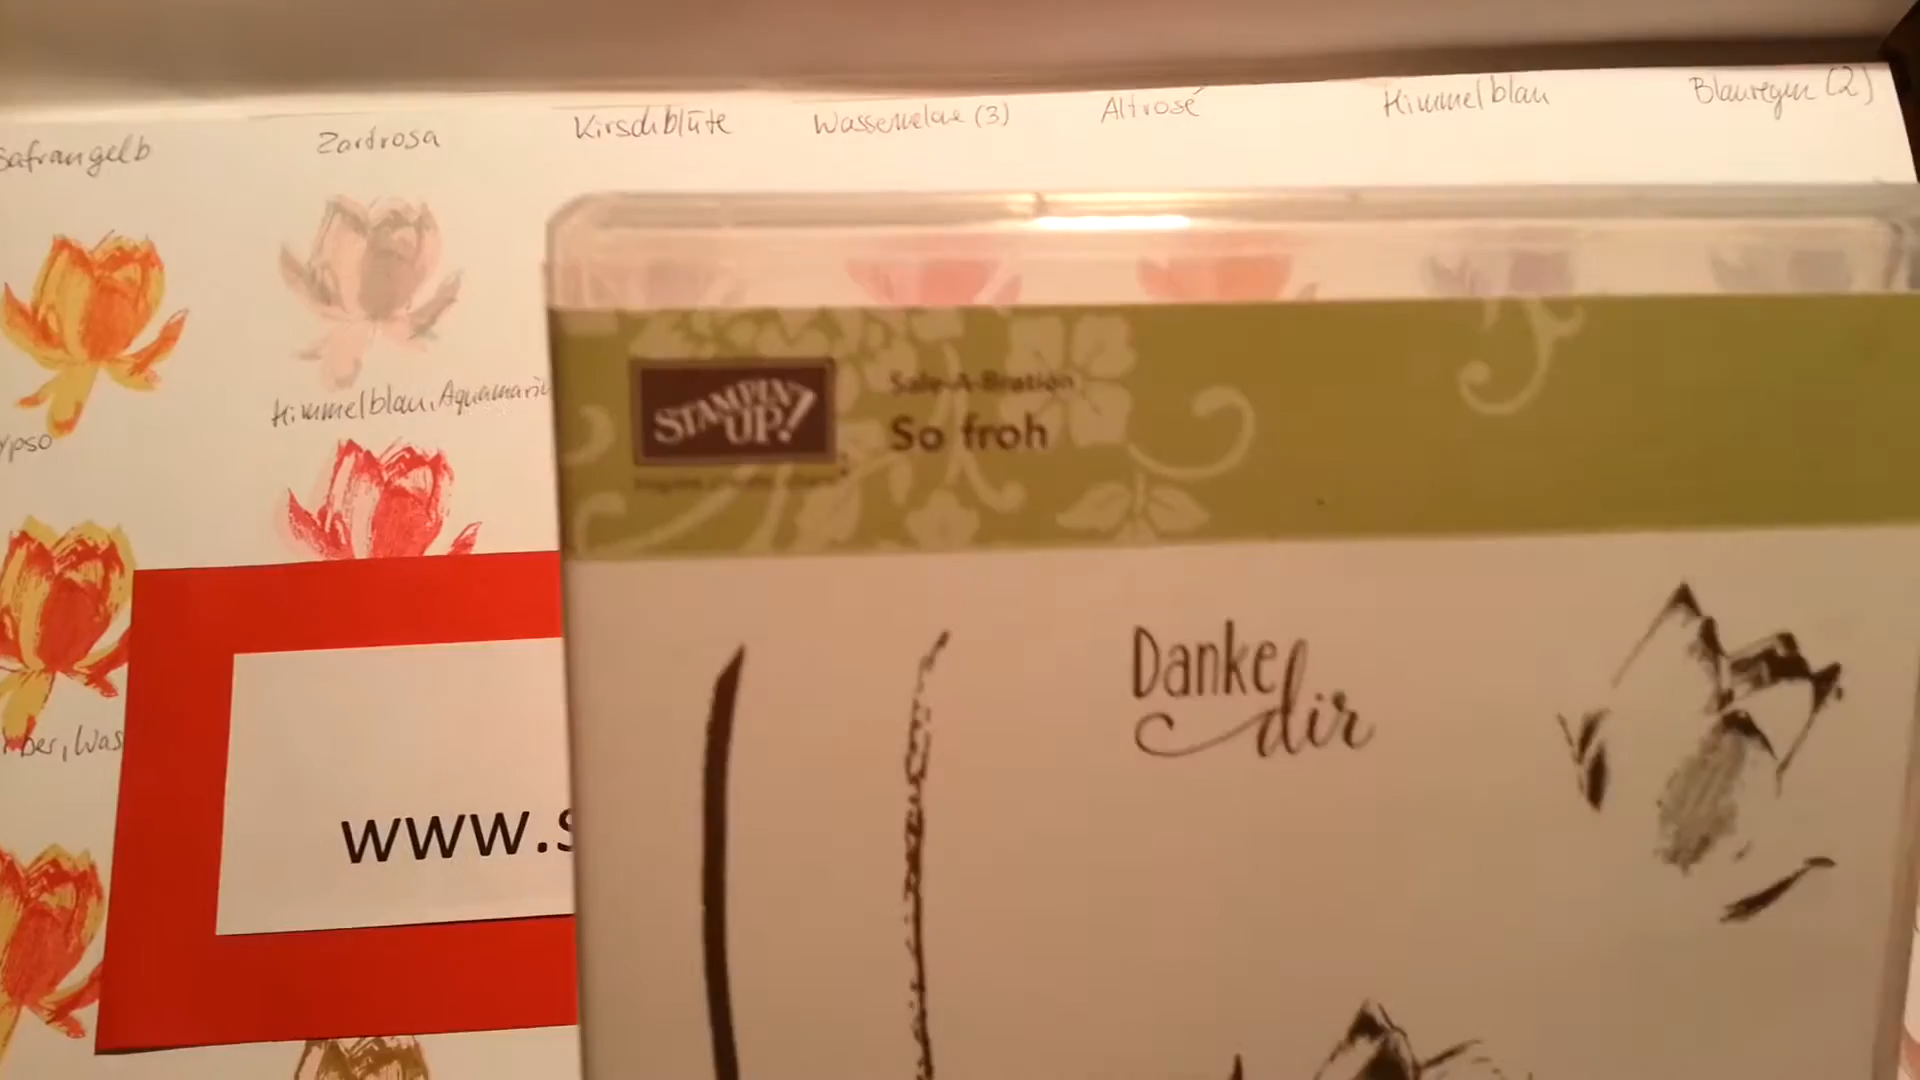 Safrangelb
Zartrosa
Kirschblüte
Wassermelone (3)
Altrosé
Himmelblau
Blauregen (2)
Himmelblau, Aquamarin
ypso
STAMPIN' UP!
Sale-A-Bration
So froh
Danke
dir
ber, Was
www.s